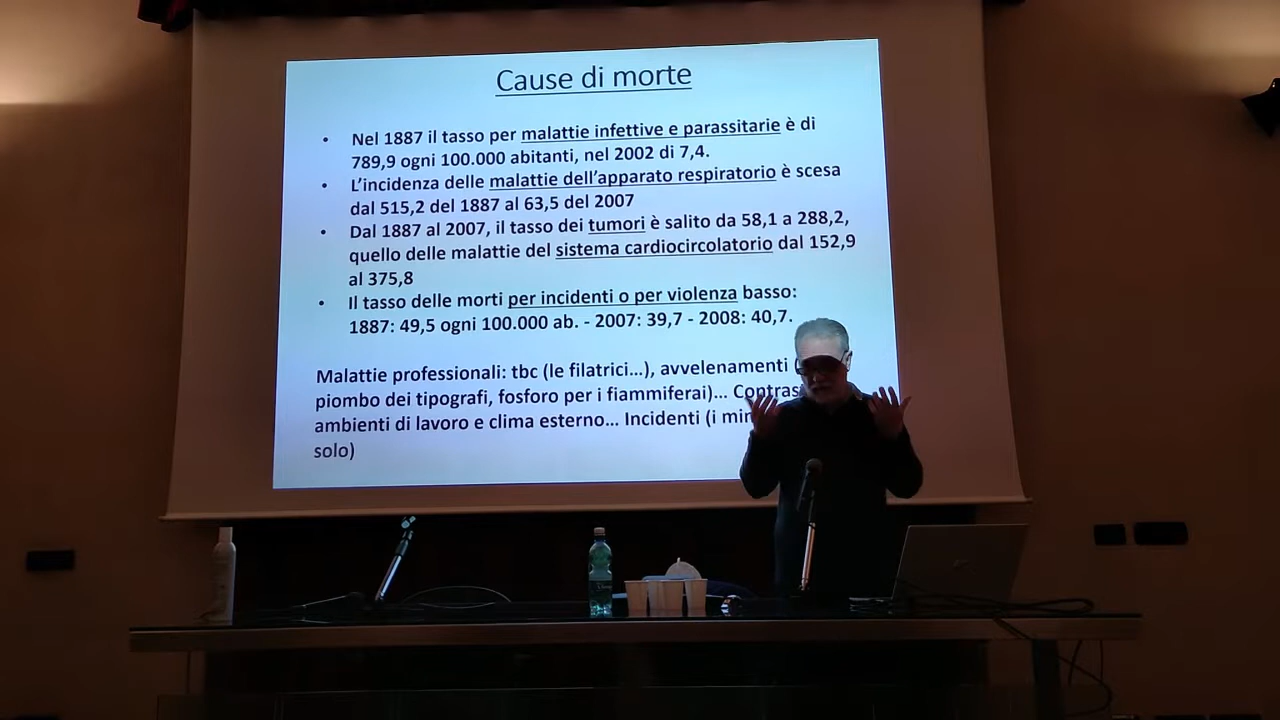 Cause di morte
• Nel 1887 il tasso per malattie infettive e parassitarie è di
789,9 ogni 100.000 abitanti, nel 2002 di 7,4.
• L'incidenza delle malattie dell'apparato respiratorio è scesa
dal 515,2 del 1887 al 63,5 del 2007
• Dal 1887 al 2007, il tasso dei tumori è salito da 58,1 a 288,2,
quello delle malattie del sistema cardiocircolatorio dal 152,9
al 375,8
• Il tasso delle morti per incidenti o per violenza basso:
1887: 49,5 ogni 100.000 ab. - 2007: 39,7 - 2008: 40,7.
Malattie professionali: tbc (le filatrici…), avvelenamenti
piombo dei tipografi, fosforo per i fiammiferai)… Contras
ambienti di lavoro e clima esterno… Incidenti (i min
solo)